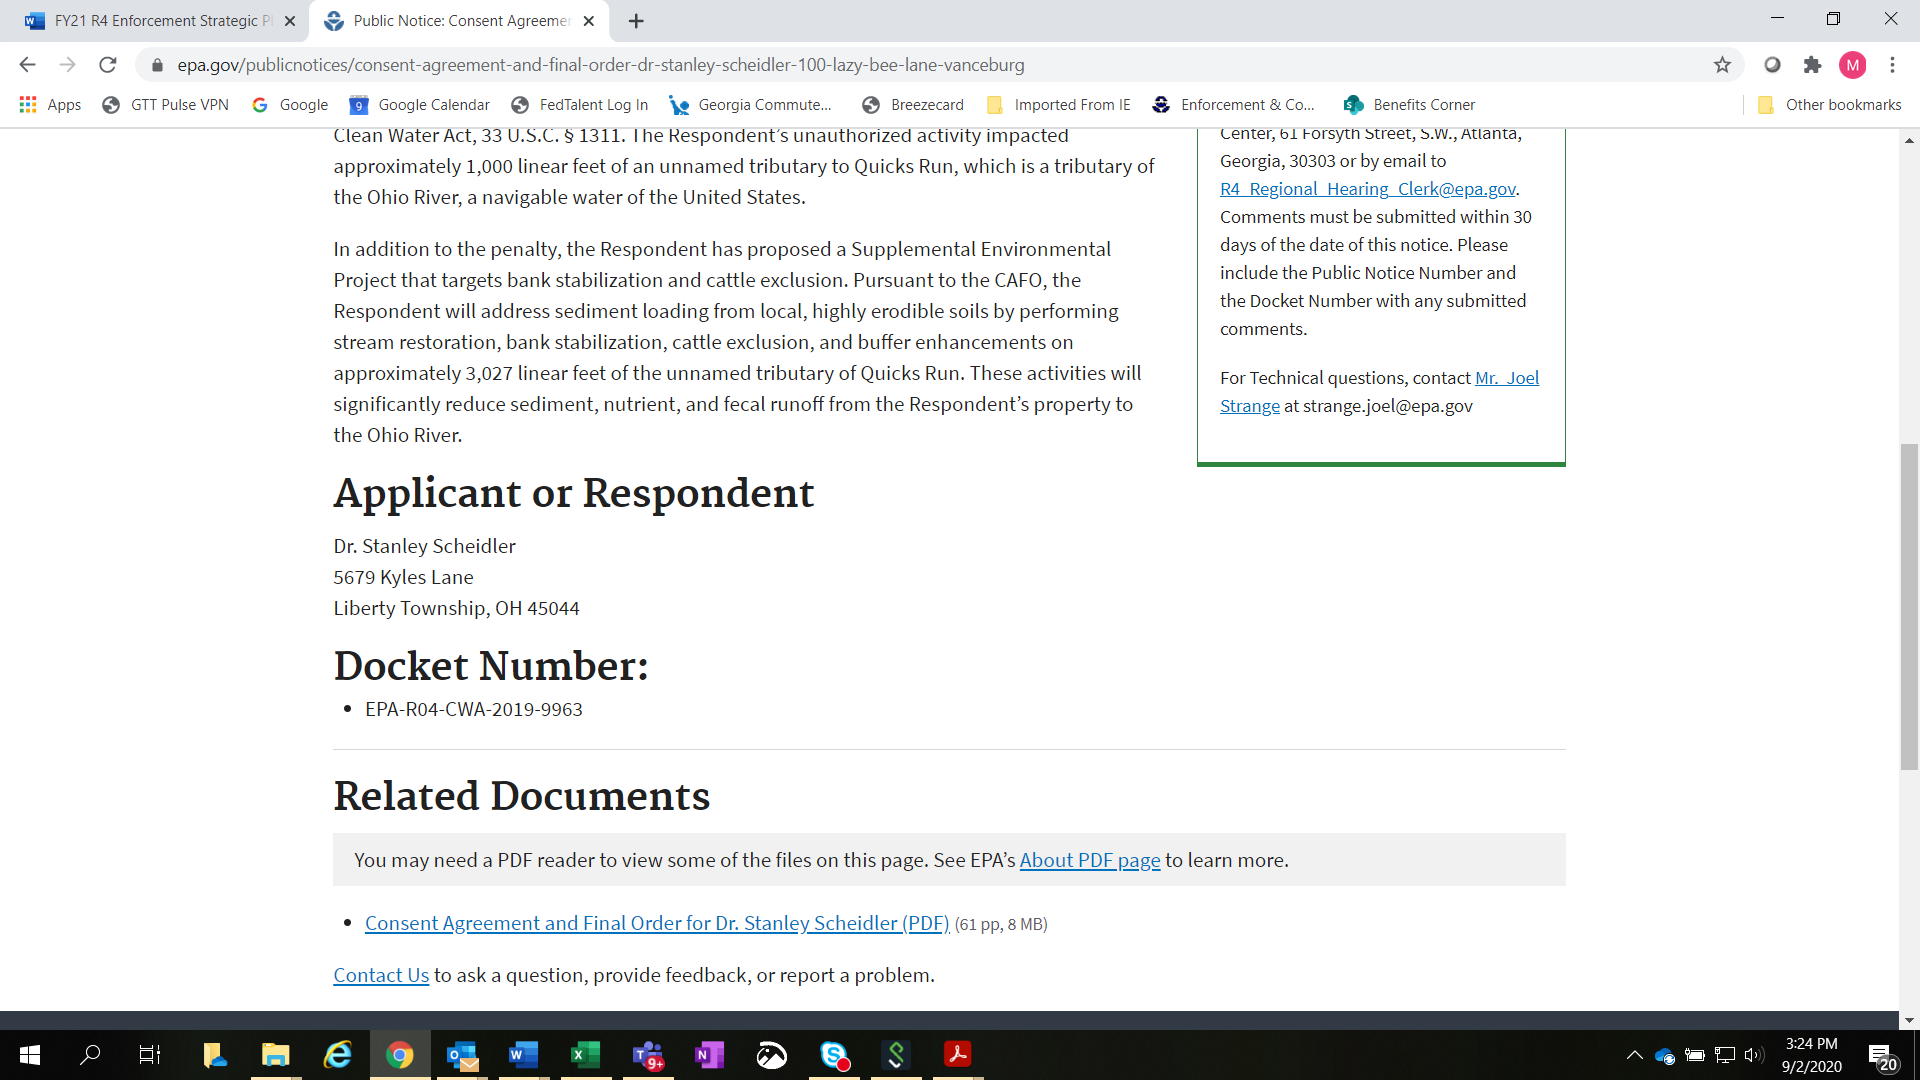 FY21 R4 Enforcement Strategic Pl
Public Notice: Consent Agreemen
epa.gov/publicnotices/consent-agreement-and-final-order-dr-stanley-scheidler-100-lazy-bee-lane-vanceburg
M
Apps
GTT Pulse VPN
Google
9
Google Calendar
FedTalent Log In
Georgia Commute...
Breezecard
Imported From IE
Enforcement & Co...
Benefits Corner
Other bookmarks
Clean Water Act, 33 U.S.C. § 1311. The Respondent’s unauthorized activity impacted
approximately 1,000 linear feet of an unnamed tributary to Quicks Run, which is a tributary of
the Ohio River, a navigable water of the United States.
In addition to the penalty, the Respondent has proposed a Supplemental Environmental
Project that targets bank stabilization and cattle exclusion. Pursuant to the CAFO, the
Respondent will address sediment loading from local, highly erodible soils by performing
stream restoration, bank stabilization, cattle exclusion, and buffer enhancements on
approximately 3,027 linear feet of the unnamed tributary of Quicks Run. These activities will
significantly reduce sediment, nutrient, and fecal runoff from the Respondent’s property to
the Ohio River.
Center, 61 Forsyth Street, S.W., Atlanta,
Georgia, 30303 or by email to
R4_Regional_Hearing_Clerk@epa.gov.
Comments must be submitted within 30
days of the date of this notice. Please
include the Public Notice Number and
the Docket Number with any submitted
comments.
For Technical questions, contact Mr. Joel
Strange at strange.joel@epa.gov
Applicant or Respondent
Dr. Stanley Scheidler
5679 Kyles Lane
Liberty Township, OH 45044
Docket Number:
• EPA-R04-CWA-2019-9963
Related Documents
You may need a PDF reader to view some of the files on this page. See EPA’s About PDF page to learn more.
• Consent Agreement and Final Order for Dr. Stanley Scheidler (PDF) (61 pp, 8 MB)
Contact Us to ask a question, provide feedback, or report a problem.
9+
3:24 PM
9/2/2020
20